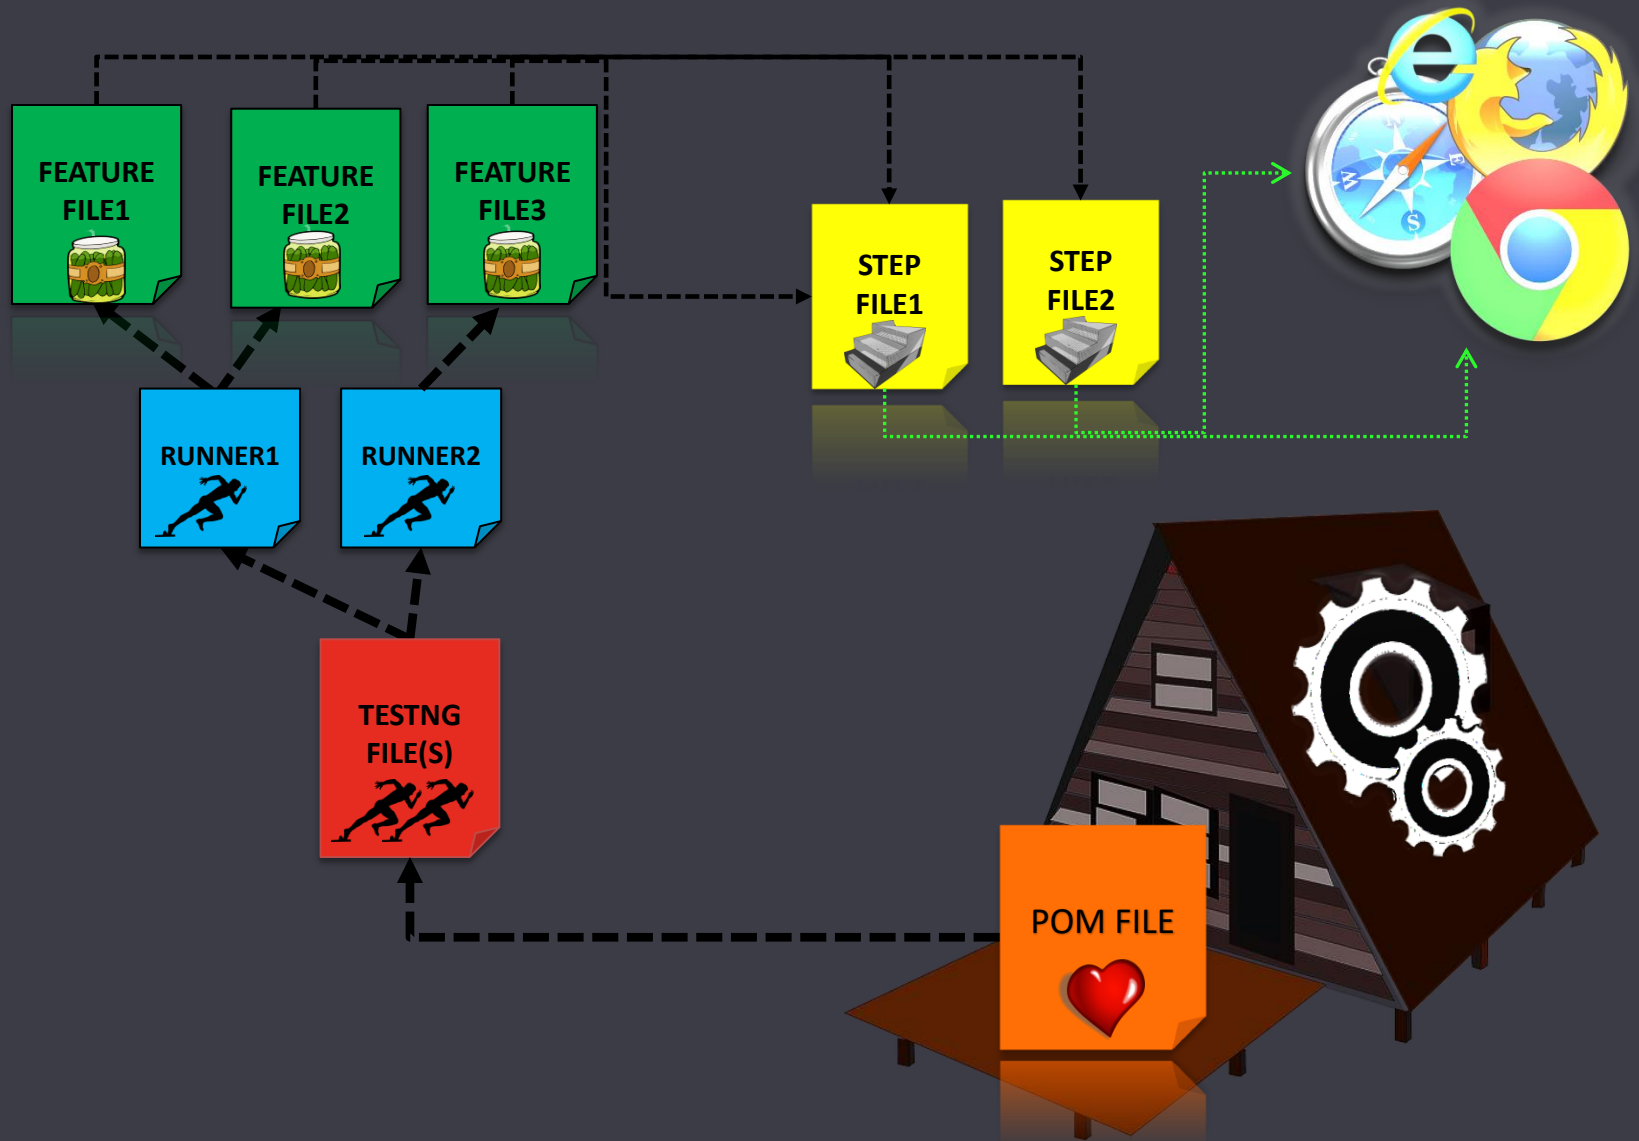 FEATURE
FILE1
FEATURE
FILE2
FEATURE
FILE3
STEP
FILE1
STEP
FILE2
E
W
S
RUNNER1
RUNNER2
TESTNG
FILE(S)
POM FILE